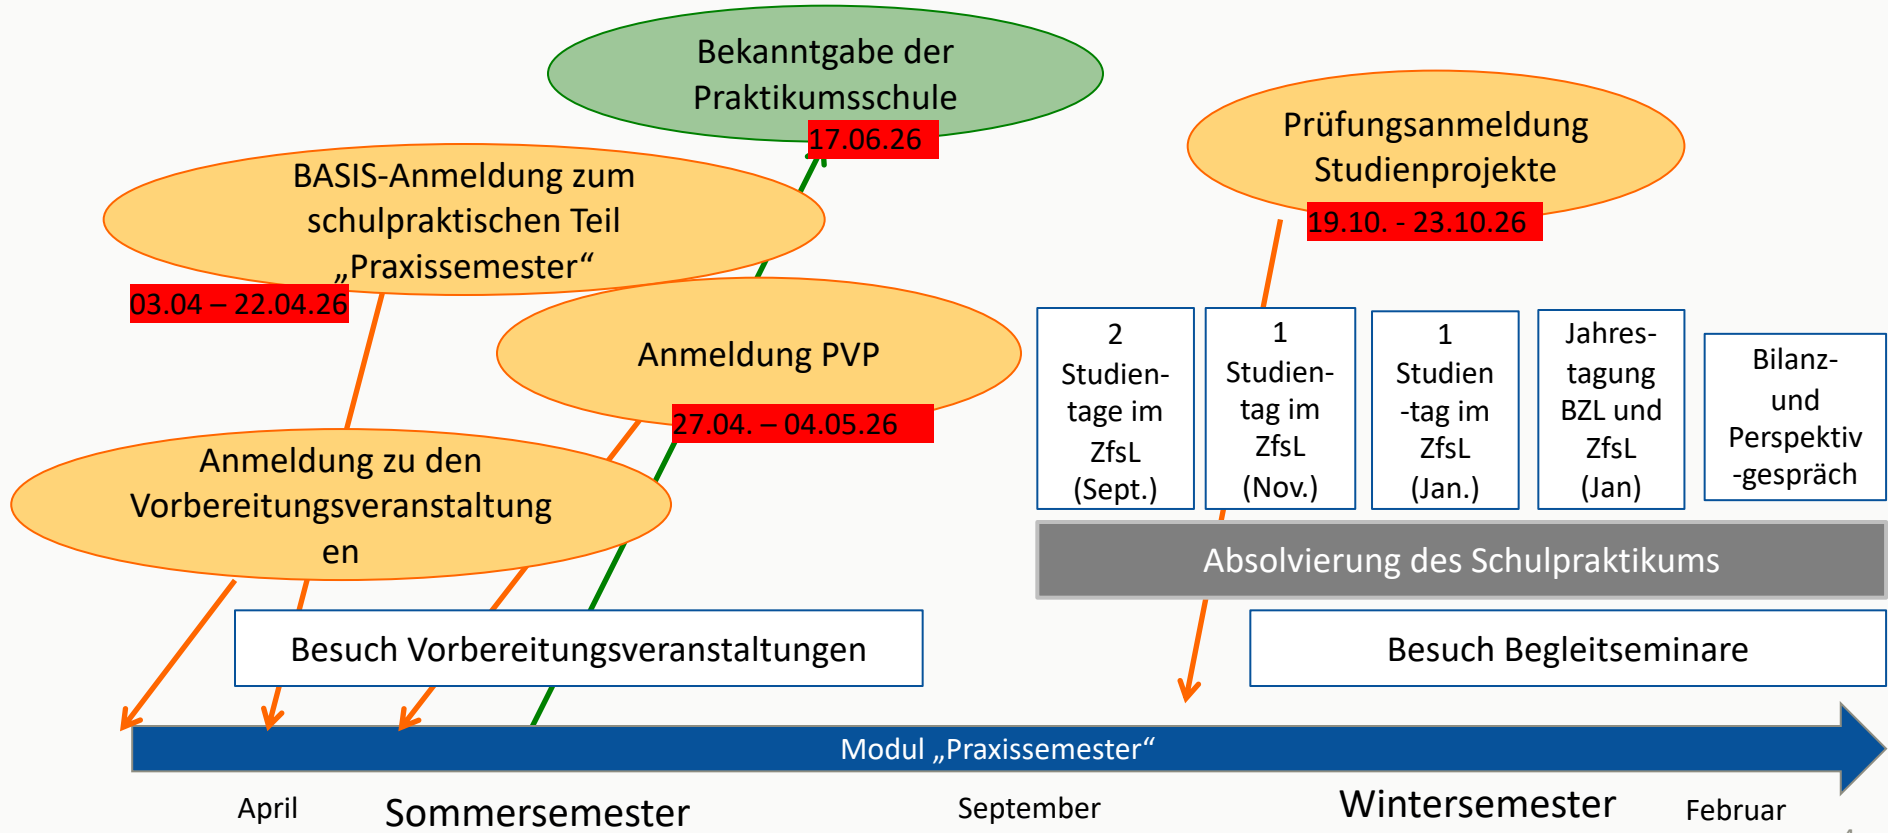 Bekanntgabe der
Praktikumsschule
17.06.26
Prüfungsanmeldung
Studienprojekte
19.10. - 23.10.26
BASIS-Anmeldung zum
schulpraktischen Teil
„Praxissemester“
03.04 – 22.04.26
Anmeldung PVP
27.04. – 04.05.26
Anmeldung zu den
Vorbereitungsveranstaltung
en
2
Studien-
tage im
ZfsL
(Sept.)
1
Studien-
tag im
ZfsL
(Nov.)
1
Studien
-tag im
ZfsL
(Jan.)
Jahres-
tagung
BZL und
ZfsL
(Jan)
Bilanz-
und
Perspektiv
-gespräch
Absolvierung des Schulpraktikums
Besuch Vorbereitungsveranstaltungen
Besuch Begleitseminare
Modul „Praxissemester“
April
Sommersemester
September
Wintersemester
Februar